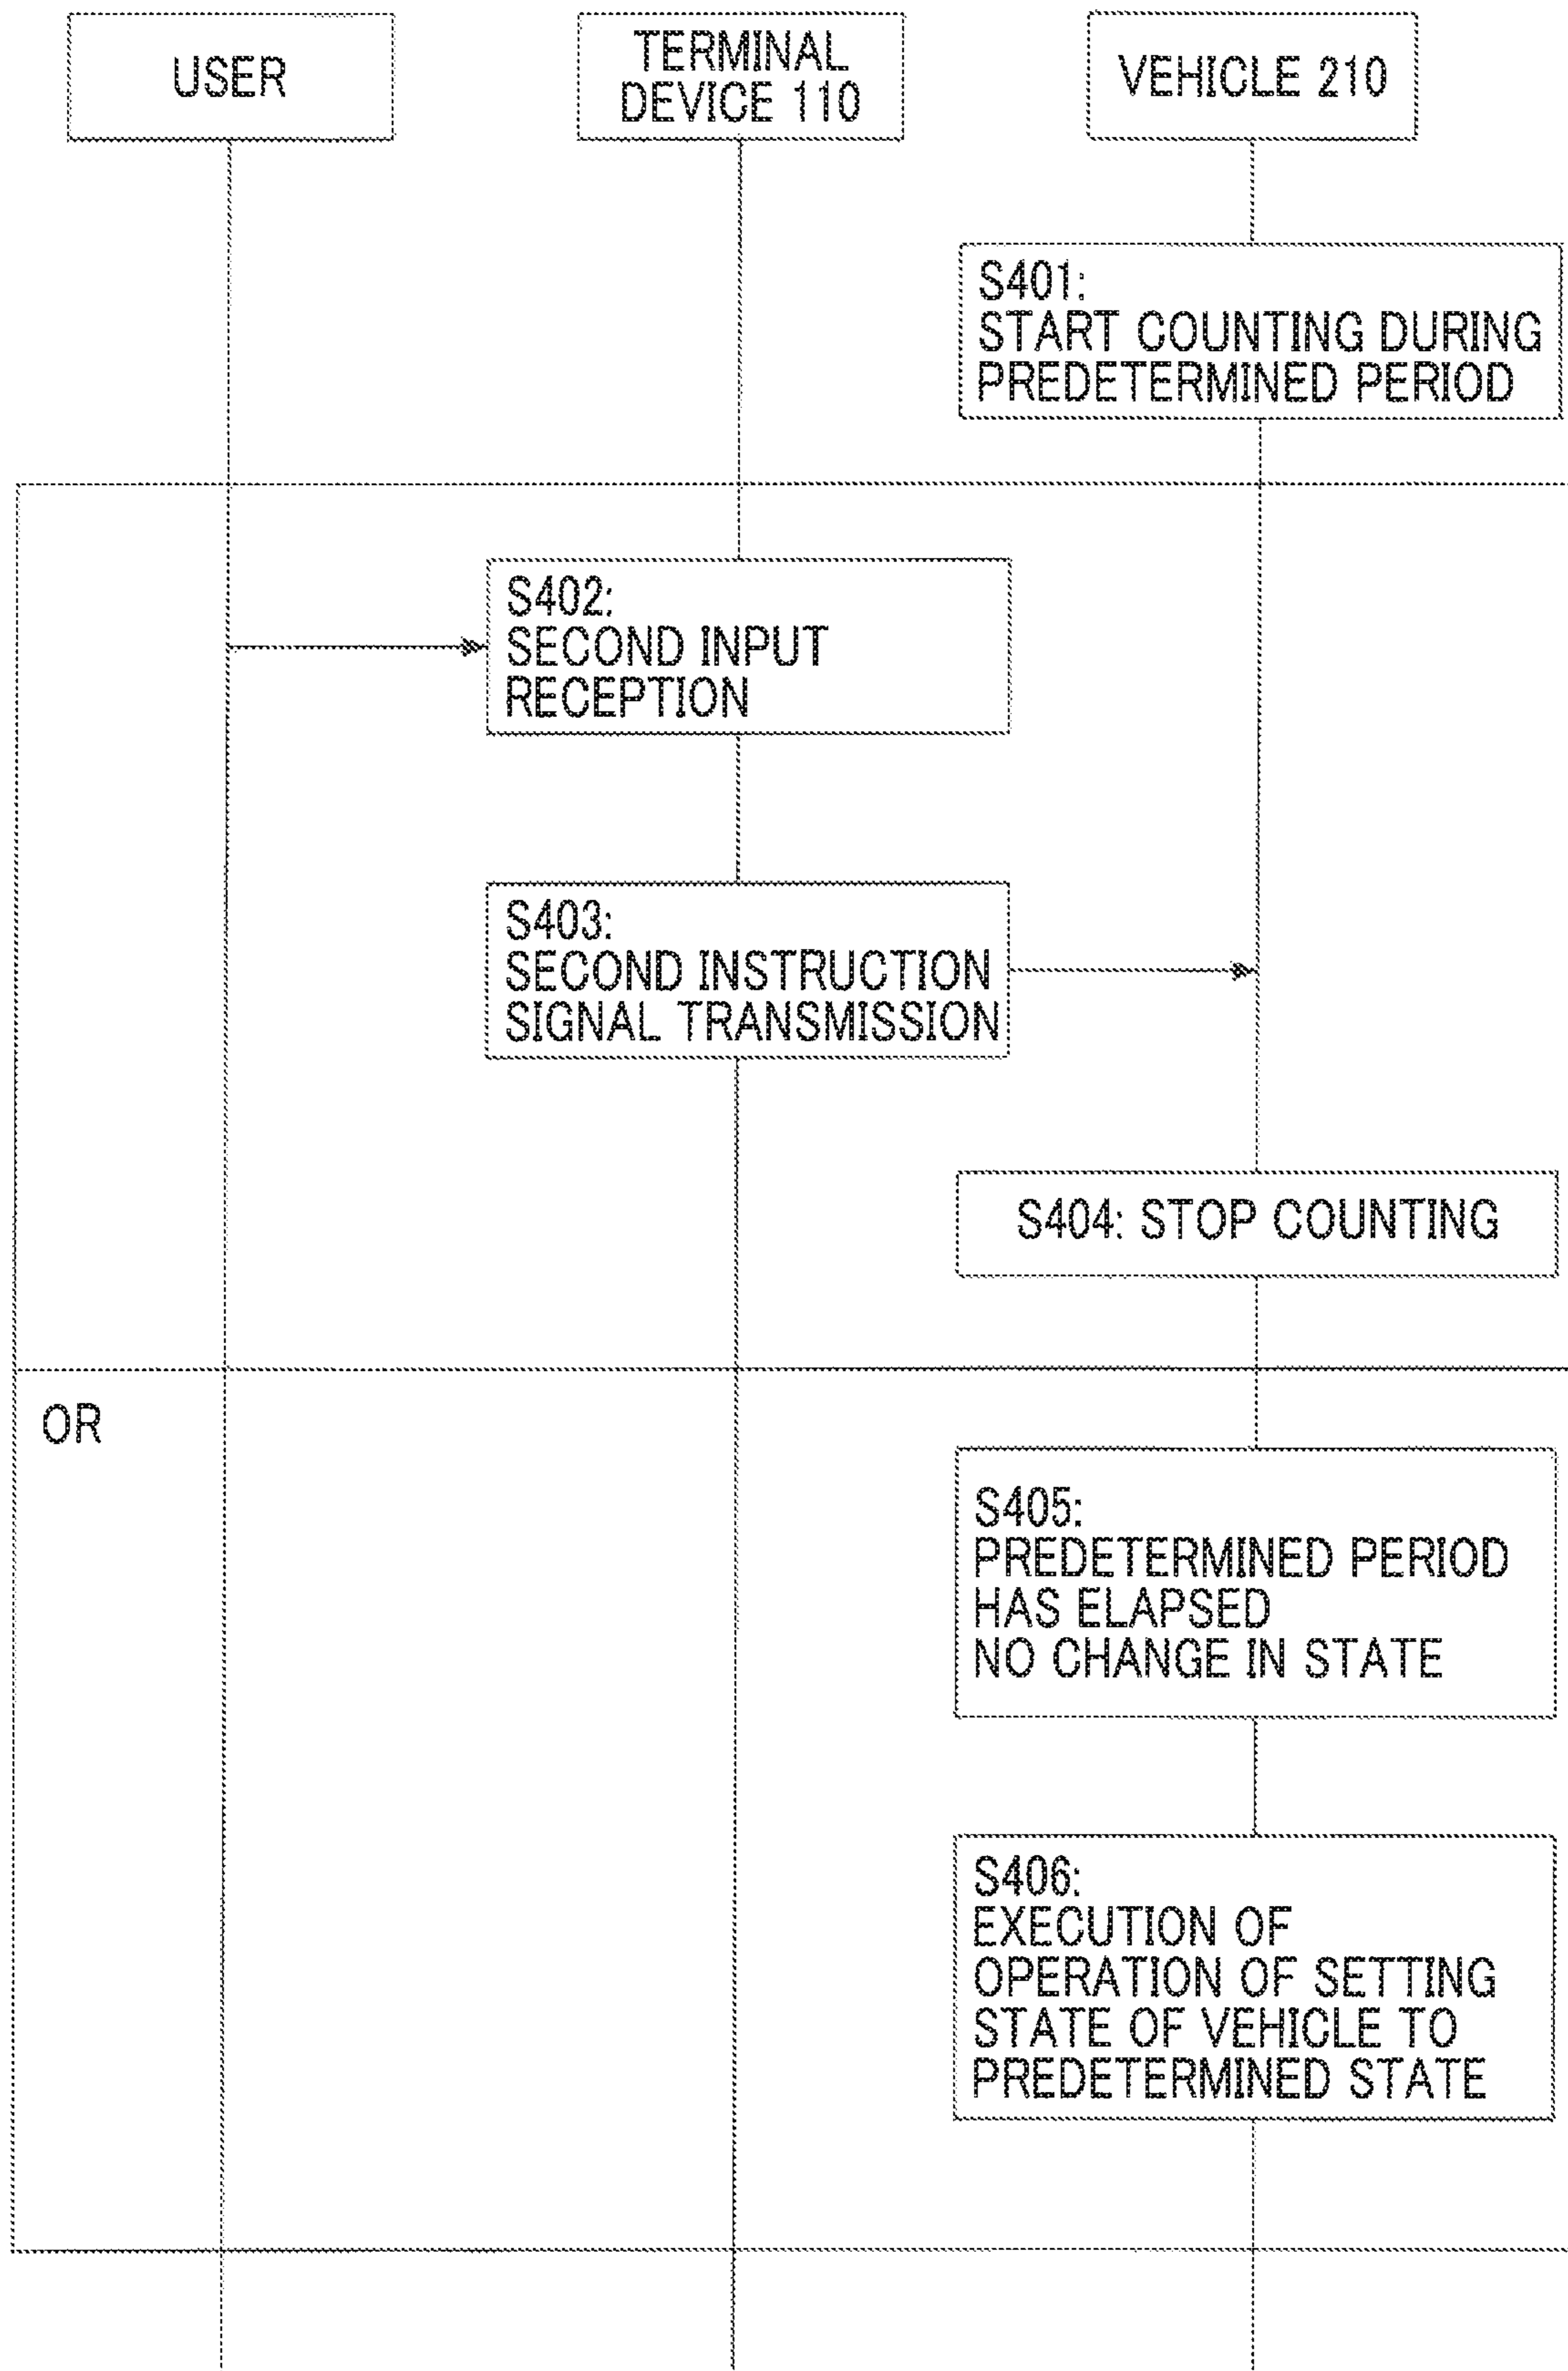 USER
TERMINAL
DEVICE 110
VEHICLE 210
S401:
START COUNTING DURING
PREDETERMINED PERIOD
S402:
SECOND INPUT
RECEPTION
S403:
SECOND INSTRUCTION
SIGNAL TRANSMISSION
S404: STOP COUNTING
OR
S405:
PREDETERMINED PERIOD
HAS ELAPSED
NO CHANGE IN STATE
S406:
EXECUTION OF
OPERATION OF SETTING
STATE OF VEHICLE TO
PREDETERMINED STATE